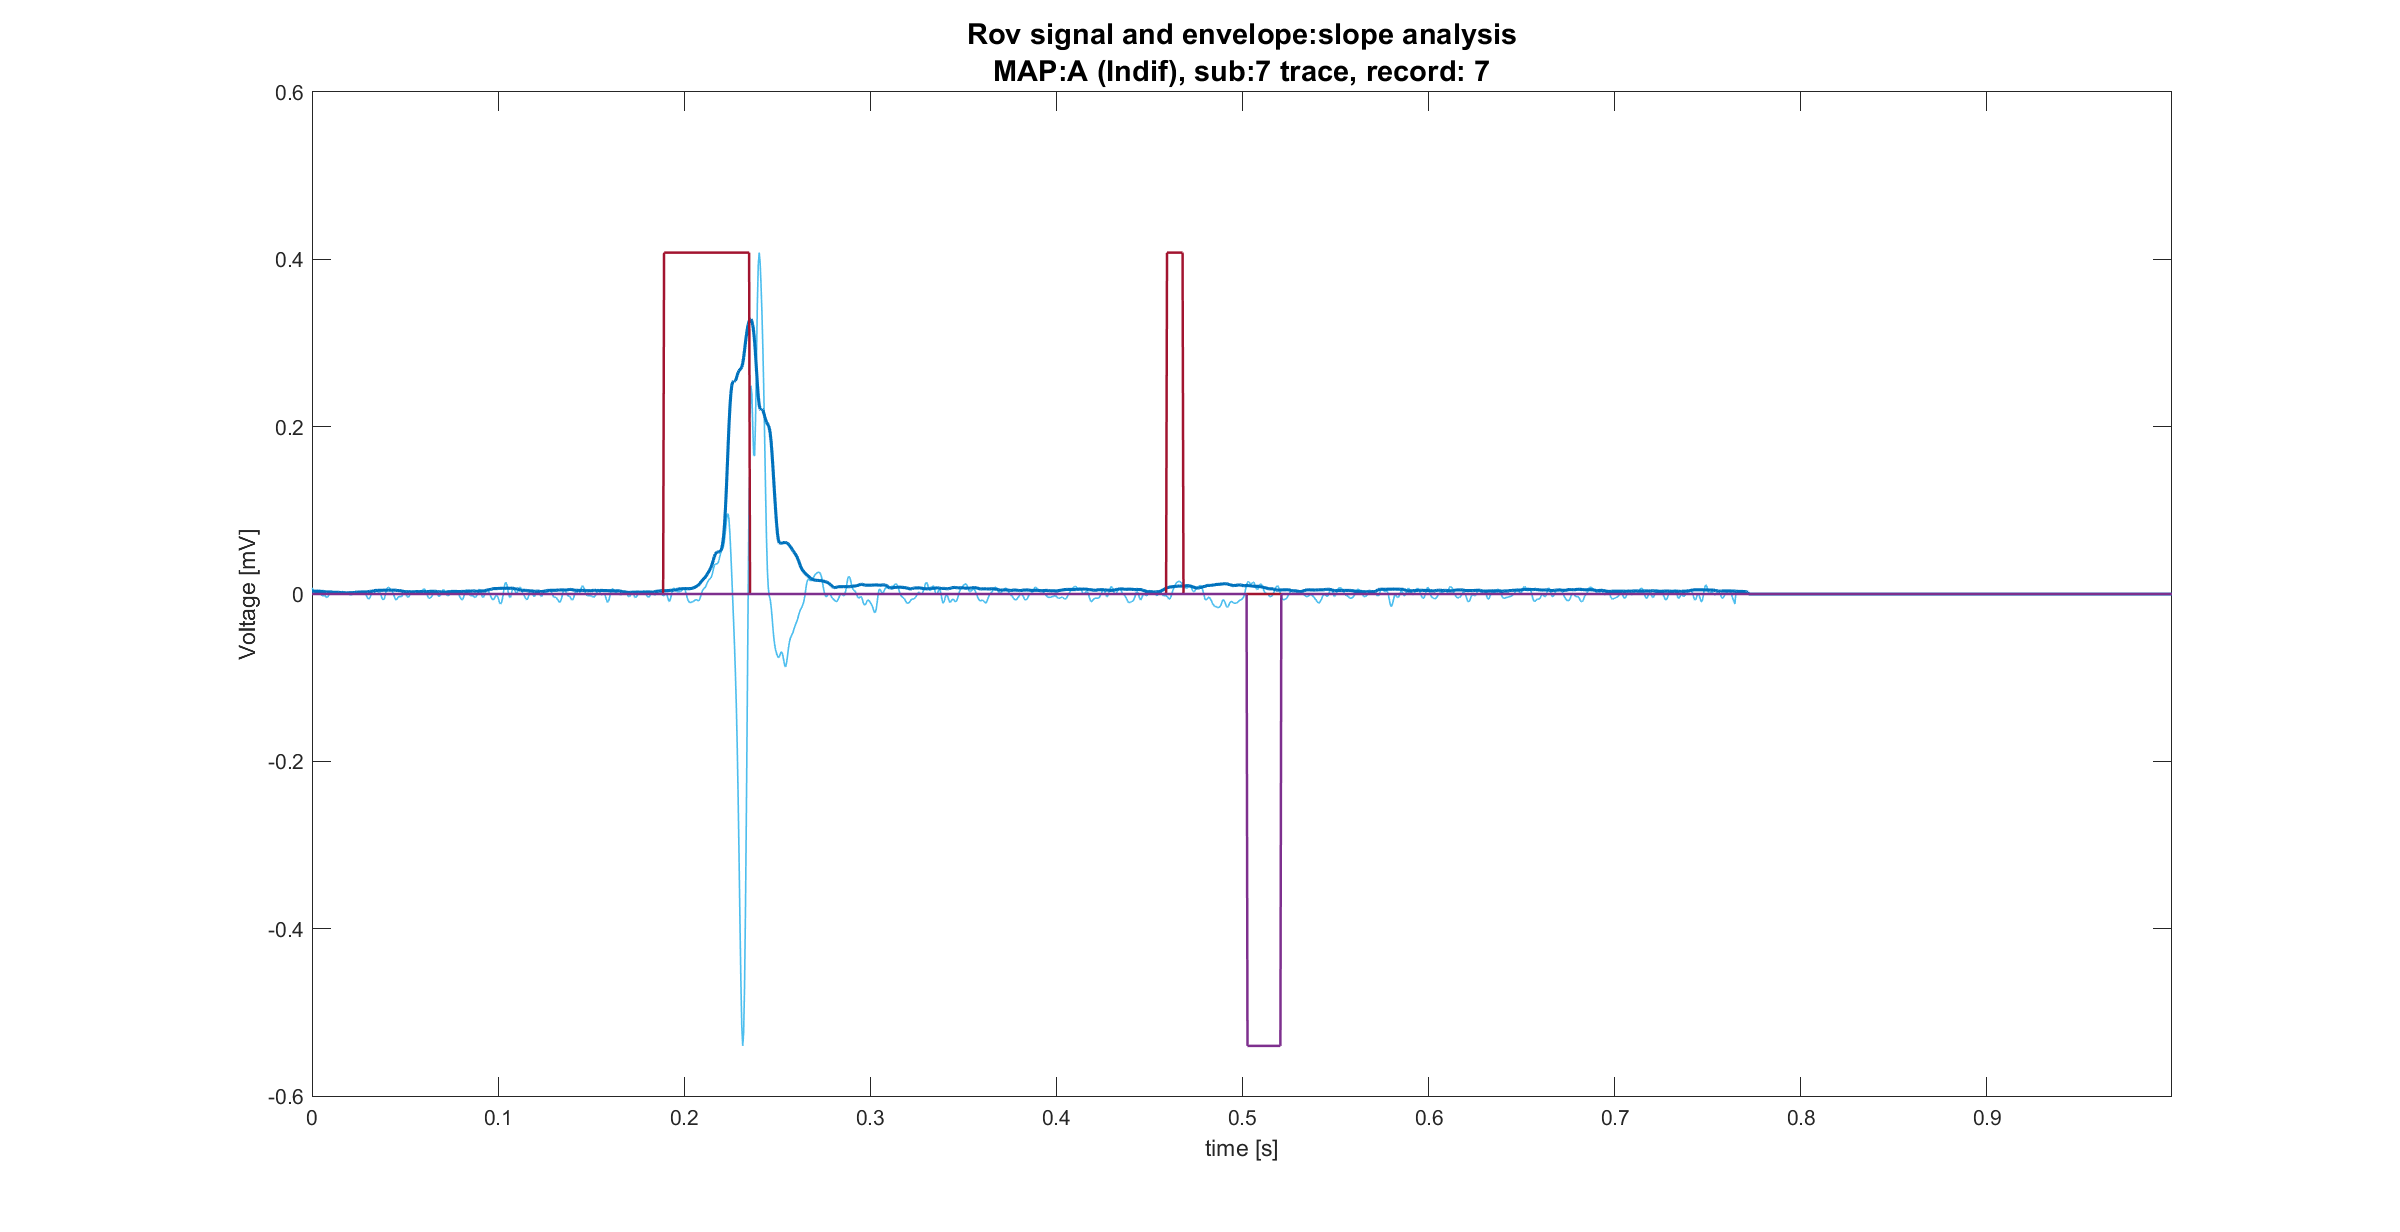 Rov signal and envelope:slope analysis
MAP:A (Indif), sub:7 trace, record: 7
0.6
0.4
0.2
0
-0.2
-0.4
-0.6
Voltage [mV]
0 0.1 0.2 0.3 0.4 0.5 0.6 0.7 0.8 0.9
time [s]